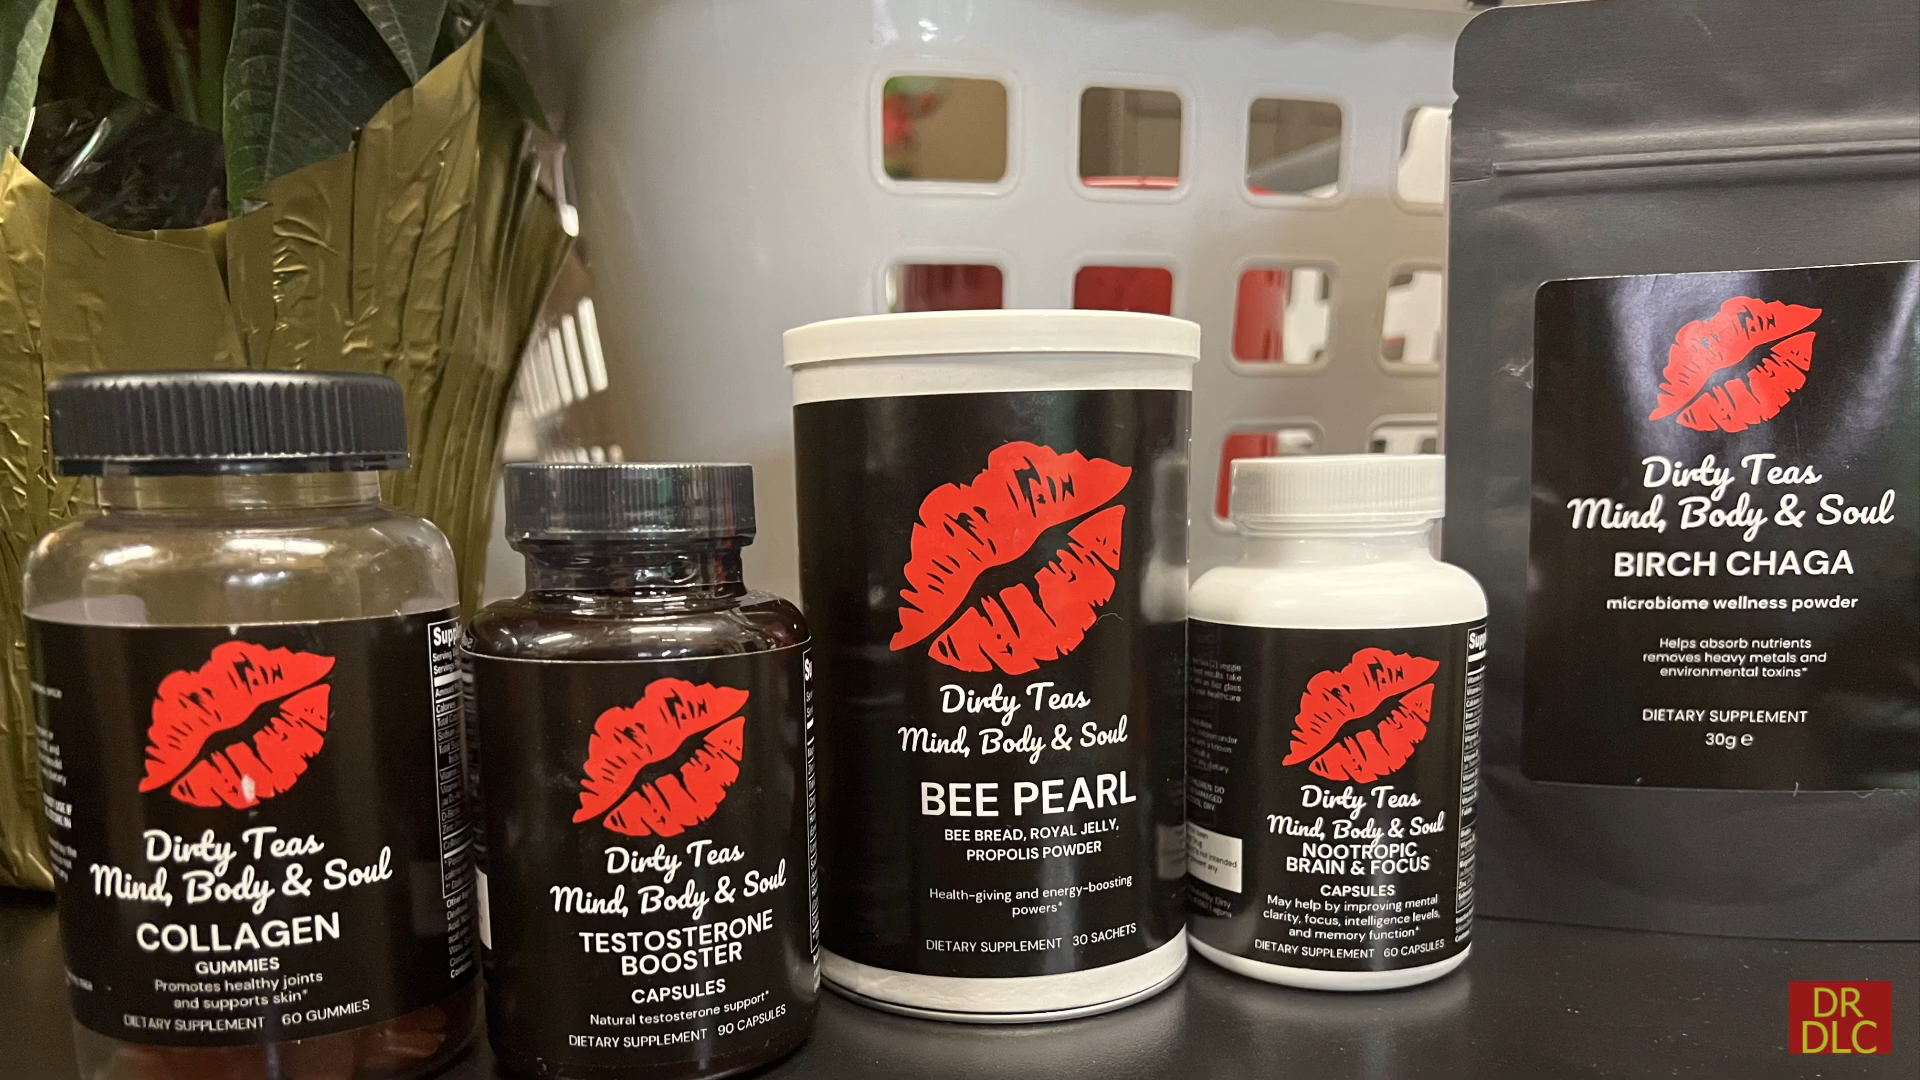 Dirty Teas
Mind, Body & Soul
COLLAGEN
GUMMIES
Promotes healthy joints
and supports skin*
DIETARY SUPPLEMENT 60 GUMMIES
Dirty Teas
Mind, Body & Soul
TESTOSTERONE
BOOSTER
CAPSULES
Natural testosterone support*
DIETARY SUPPLEMENT 90 CAPSULES
Dirty Teas
Mind, Body & Soul
BEE PEARL
BEE BREAD, ROYAL JELLY,
PROPOLIS POWDER
Health-giving and energy-boosting
powers*
DIETARY SUPPLEMENT 30 SACHETS
Dirty Teas
Mind, Body & Soul
NOOTROPIC
BRAIN & FOCUS
CAPSULES
May help by improving mental
clarity, focus, intelligence levels,
and memory function*
DIETARY SUPPLEMENT 60 CAPSULES
Dirty Teas
Mind, Body & Soul
BIRCH CHAGA
microbiome wellness powder
Helps absorb nutrients
removes heavy metals and
environmental toxins*
DIETARY SUPPLEMENT
30g ℮
DR
DLC